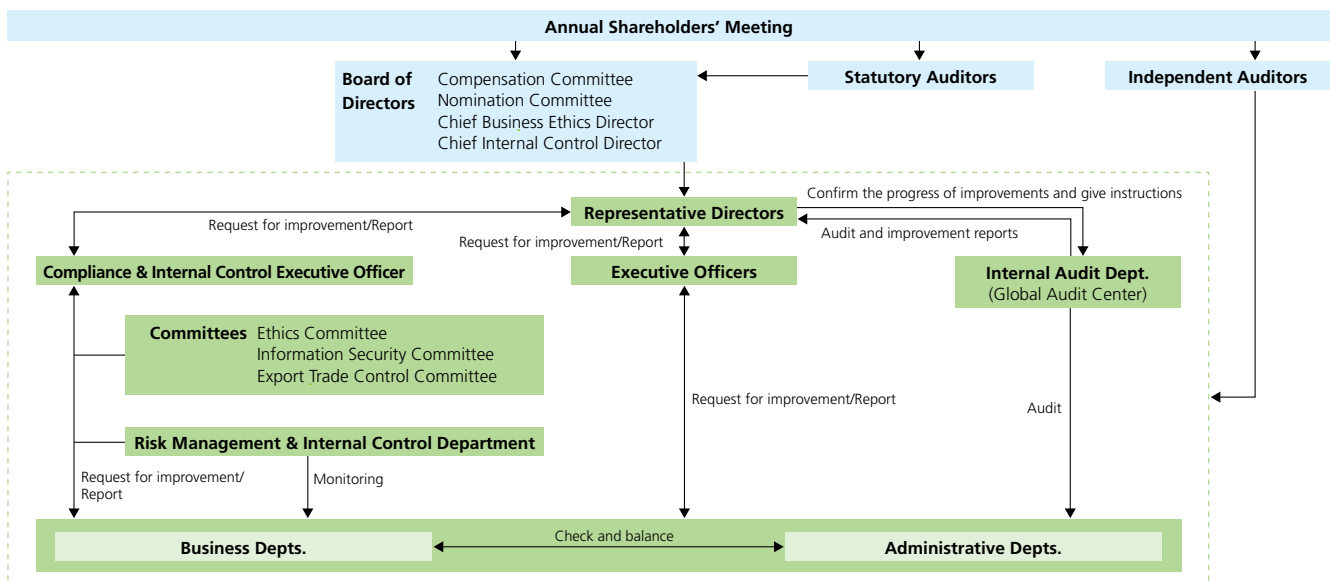 Annual Shareholders’ Meeting
Board of Directors
Compensation Committee
Nomination Committee
Chief Business Ethics Director
Chief Internal Control Director
Statutory Auditors
Independent Auditors
Representative Directors
Confirm the progress of improvements and give instructions
Audit and improvement reports
Request for improvement/Report
Request for improvement/Report
Compliance & Internal Control Executive Officer
Executive Officers
Internal Audit Dept.
(Global Audit Center)
Committees Ethics Committee
Information Security Committee
Export Trade Control Committee
Request for improvement/Report
Audit
Risk Management & Internal Control Department
Request for improvement/
Report
Monitoring
Check and balance
Business Depts.
Administrative Depts.